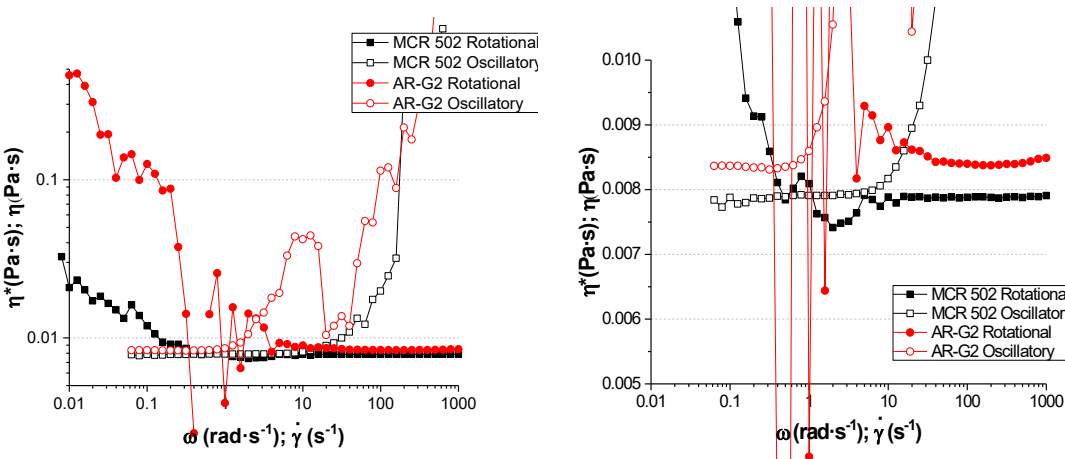 MCR 502 Rotational
MCR 502 Oscillatory
AR-G2 Rotational
AR-G2 Oscillatory
0.1
0.01
η*(Pa·s); η(Pa·s)
0.01 0.1 1 10 100 1000
ω (rad·s⁻¹); γ̇ (s⁻¹)
0.010
0.009
0.008
0.007
0.006
0.005
η*(Pa·s); η(Pa·s)
MCR 502 Rotational
MCR 502 Oscillator
AR-G2 Rotational
AR-G2 Oscillatory
0.01 0.1 1 10 100 1000
ω(rad·s⁻¹); γ̇ (s⁻¹)